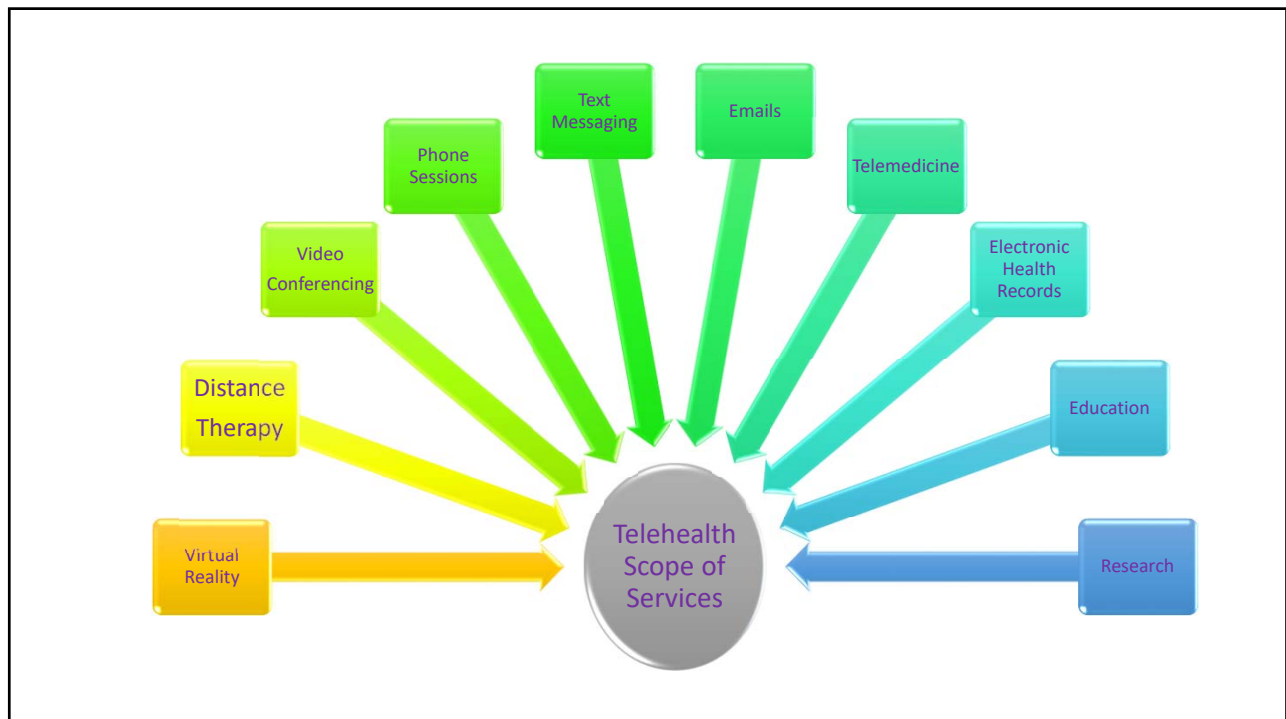 Virtual
Reality
Distance
Therapy
Video
Conferencing
Phone
Sessions
Text
Messaging
Emails
Telemedicine
Electronic
Health
Records
Education
Research
Telehealth
Scope of
Services